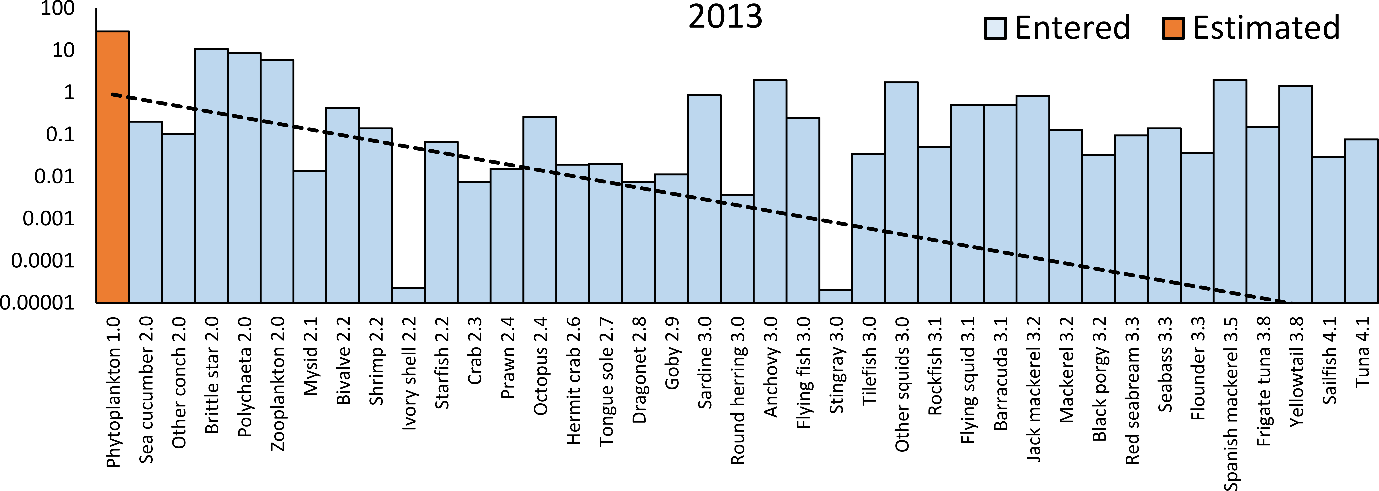 2013
Entered
Estimated
100
10
1
0.1
0.01
0.001
0.0001
0.00001
Phytoplankton 1.0
Sea cucumber 2.0
Other conch 2.0
Brittle star 2.0
Polychaeta 2.0
Zooplankton 2.0
Mysid 2.1
Bivalve 2.2
Shrimp 2.2
Ivory shell 2.2
Starfish 2.2
Crab 2.3
Prawn 2.4
Octopus 2.4
Hermit crab 2.6
Tongue sole 2.7
Dragonet 2.8
Goby 2.9
Sardine 3.0
Round herring 3.0
Anchovy 3.0
Flying fish 3.0
Stingray 3.0
Tilefish 3.0
Other squids 3.0
Rockfish 3.1
Flying squid 3.1
Barracuda 3.1
Jack mackerel 3.2
Mackerel 3.2
Black porgy 3.2
Red seabream 3.3
Seabass 3.3
Flounder 3.3
Spanish mackerel 3.5
Frigate tuna 3.8
Yellowtail 3.8
Sailfish 4.1
Tuna 4.1